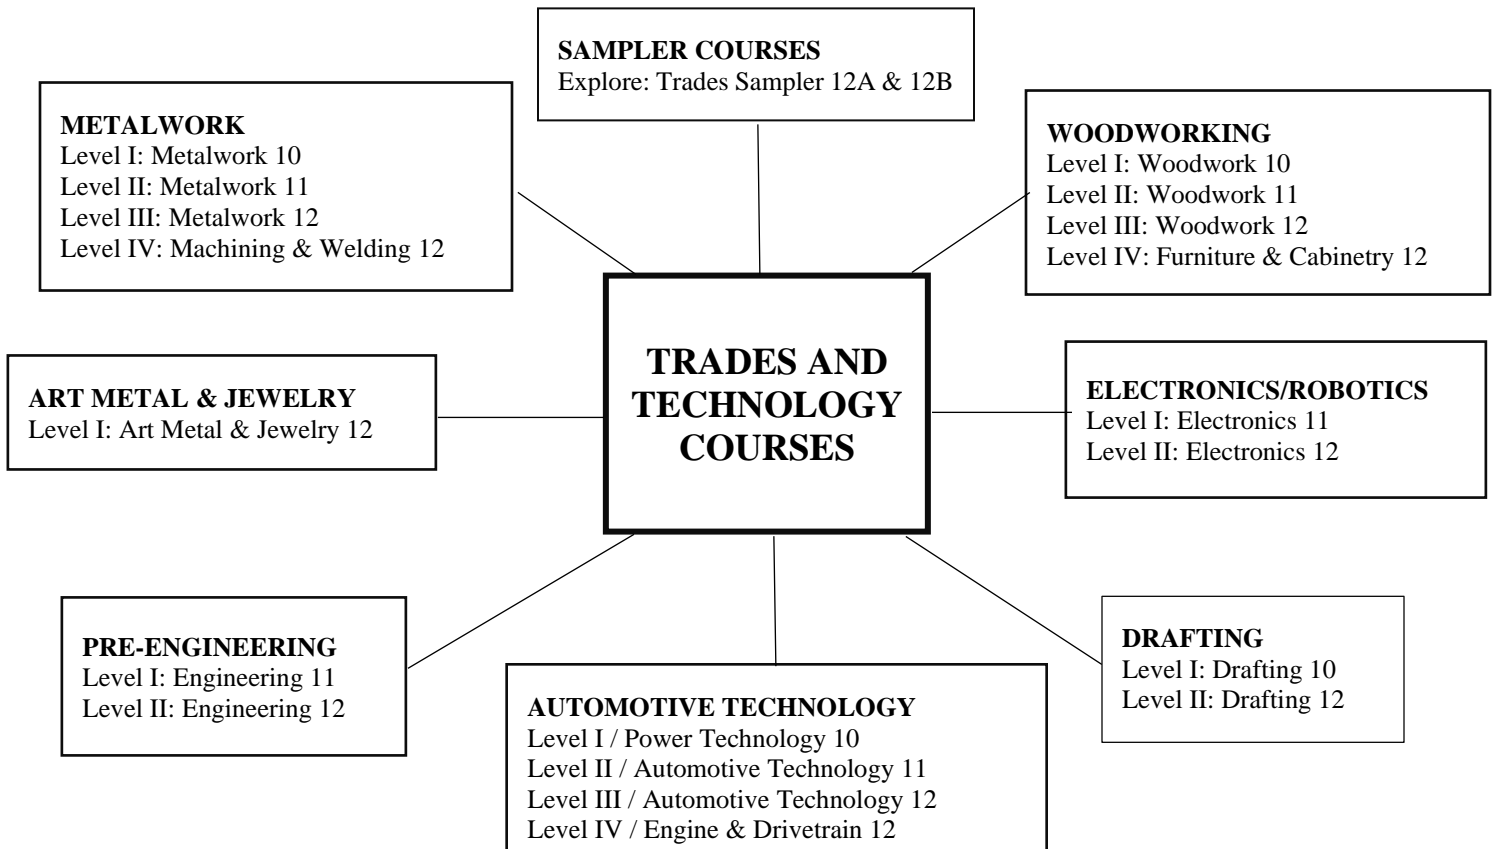 SAMPLER COURSES
Explore: Trades Sampler 12A & 12B
METALWORK
Level I: Metalwork 10
Level II: Metalwork 11
Level III: Metalwork 12
Level IV: Machining & Welding 12
WOODWORKING
Level I: Woodwork 10
Level II: Woodwork 11
Level III: Woodwork 12
Level IV: Furniture & Cabinetry 12
TRADES AND
TECHNOLOGY
COURSES
ART METAL & JEWELRY
Level I: Art Metal & Jewelry 12
ELECTRONICS/ROBOTICS
Level I: Electronics 11
Level II: Electronics 12
PRE-ENGINEERING
Level I: Engineering 11
Level II: Engineering 12
AUTOMOTIVE TECHNOLOGY
Level I / Power Technology 10
Level II / Automotive Technology 11
Level III / Automotive Technology 12
Level IV / Engine & Drivetrain 12
DRAFTING
Level I: Drafting 10
Level II: Drafting 12